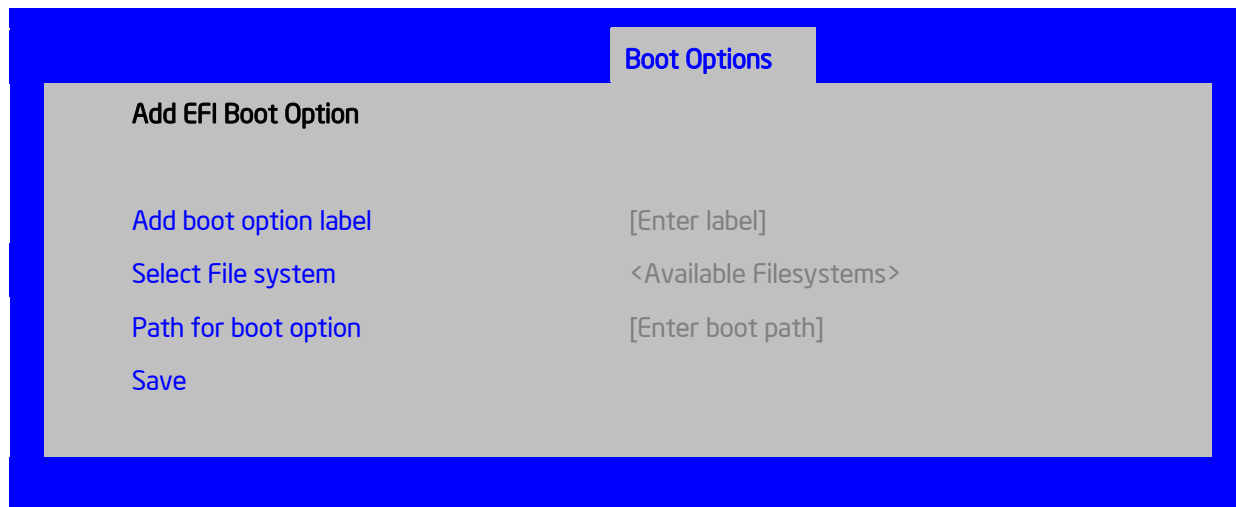 Boot Options
Add EFI Boot Option
Add boot option label [Enter label]
Select File system <Available Filesystems>
Path for boot option [Enter boot path]
Save